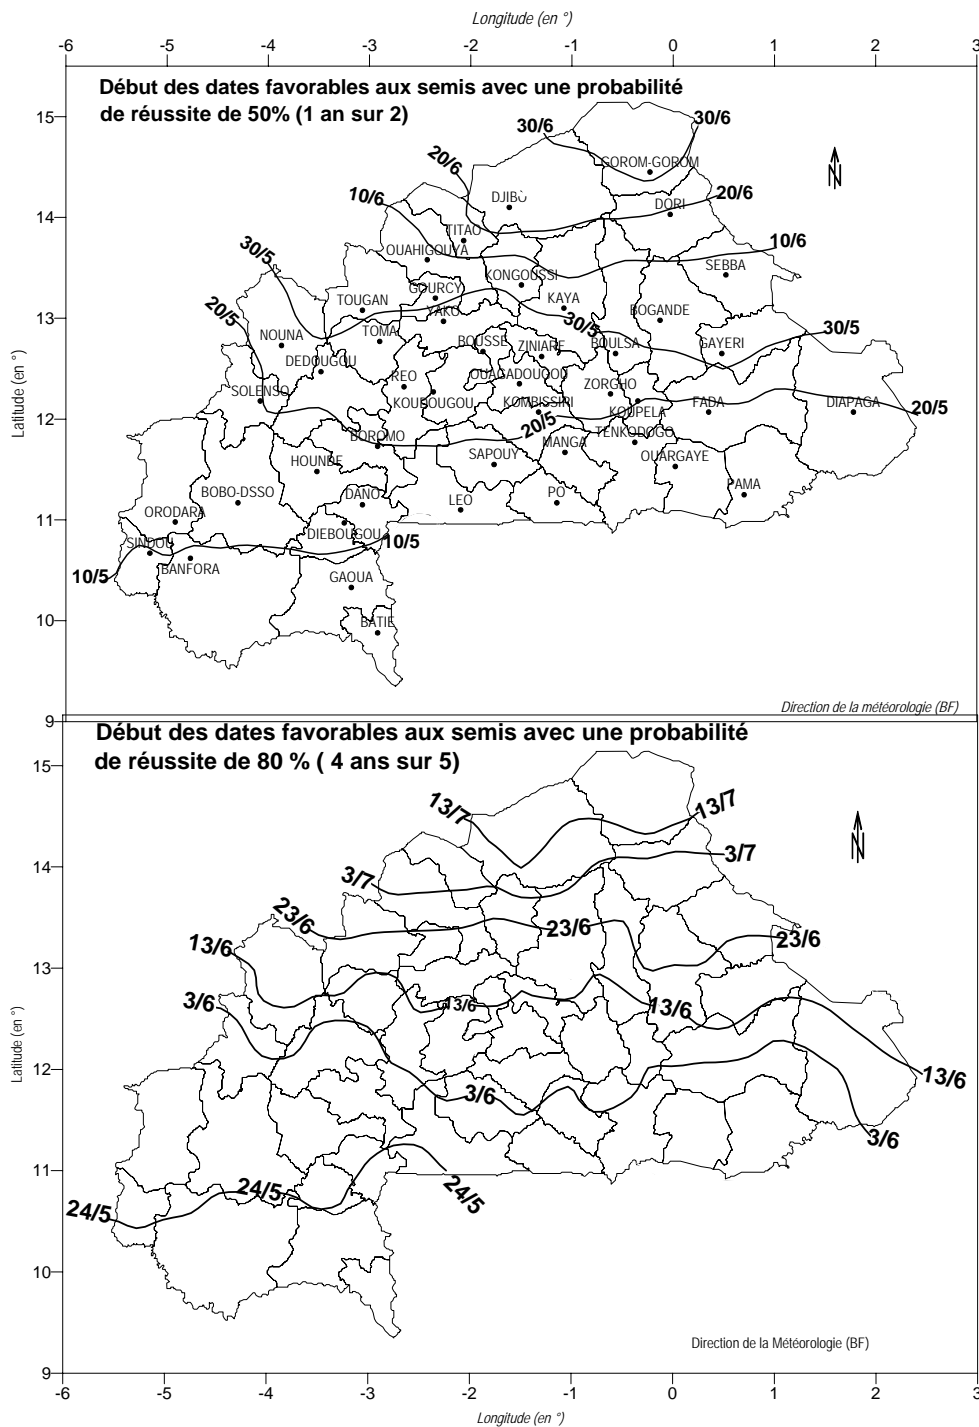 Longitude (en °)
-6 -5 -4 -3 -2 -1 0 1 2 3
Début des dates favorables aux semis avec une probabilité
de réussite de 50% (1 an sur 2)
15
30/6 30/6
GOROM-GOROM
N
20/6
DJIBO
10/6
20/6
14
DORI
TITAO
10/6
30/5
OUAHIGOUYA
SEBBA
KONGOUSSI
GOURCY
TOUGAN
KAYA
BOGANDE
20/5
YAKO
13
30/5
30/5
NOUNA
TOMA
BOUSSE
ZINIARE
BOULSA
GAYERI
DEDOUGOU
REO
OUAGADOUGOU
SOLENSO
ZORGHO
KOUDOUGOU
KOMBISSIRI
FADA
DIAPAGA
20/5
KOUPELA
12
20/5
TENKODOGO
BOROMO
MANGA
SAPOUY
OUARGAYE
HOUNDE
PAMA
BOBO-DSSO
DANO
LEO
PO
11
ORODARA
DIEBOUGOU
10/5
SINDOU
BANFORA
10/5
GAOUA
10
BATIE
Latitude (en °)
Direction de la météorologie (BF)
9
Début des dates favorables aux semis avec une probabilité
de réussite de 80 % ( 4 ans sur 5)
15
13/7 13/7
N
14
3/7
3/7
23/6
23/6
23/6
13/6
13
3/6
13/6
13/6
12
13/6
3/6
3/6
11
24/5
24/5
24/5
10
Latitude (en °)
Direction de la Météorologie (BF)
9
-6 -5 -4 -3 -2 -1 0 1 2 3
Longitude (en °)